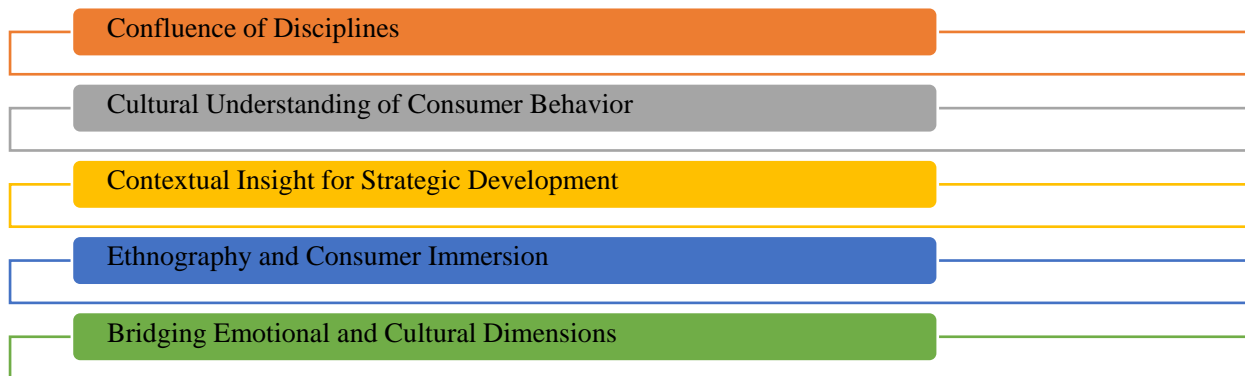 Confluence of Disciplines
Cultural Understanding of Consumer Behavior
Contextual Insight for Strategic Development
Ethnography and Consumer Immersion
Bridging Emotional and Cultural Dimensions